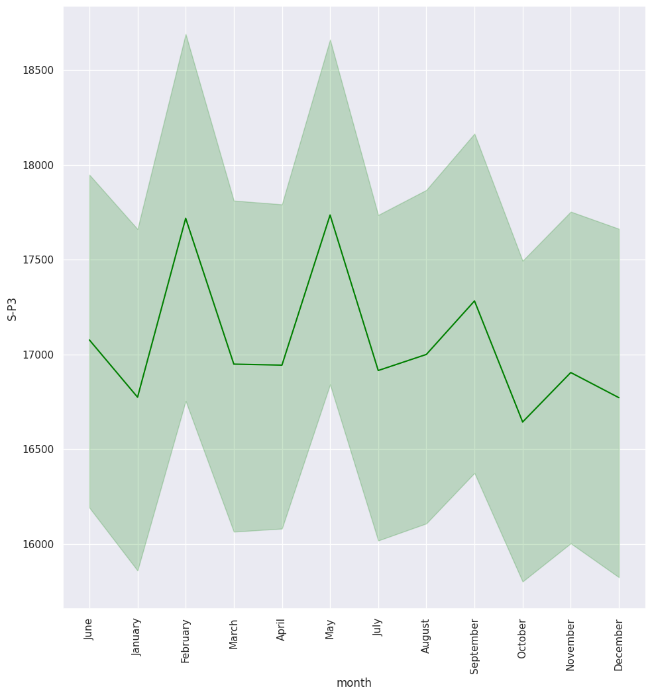 18500
18000
17500
17000
16500
16000
S-P3
June
January
February
March
April
May
July
August
September
October
November
December
month